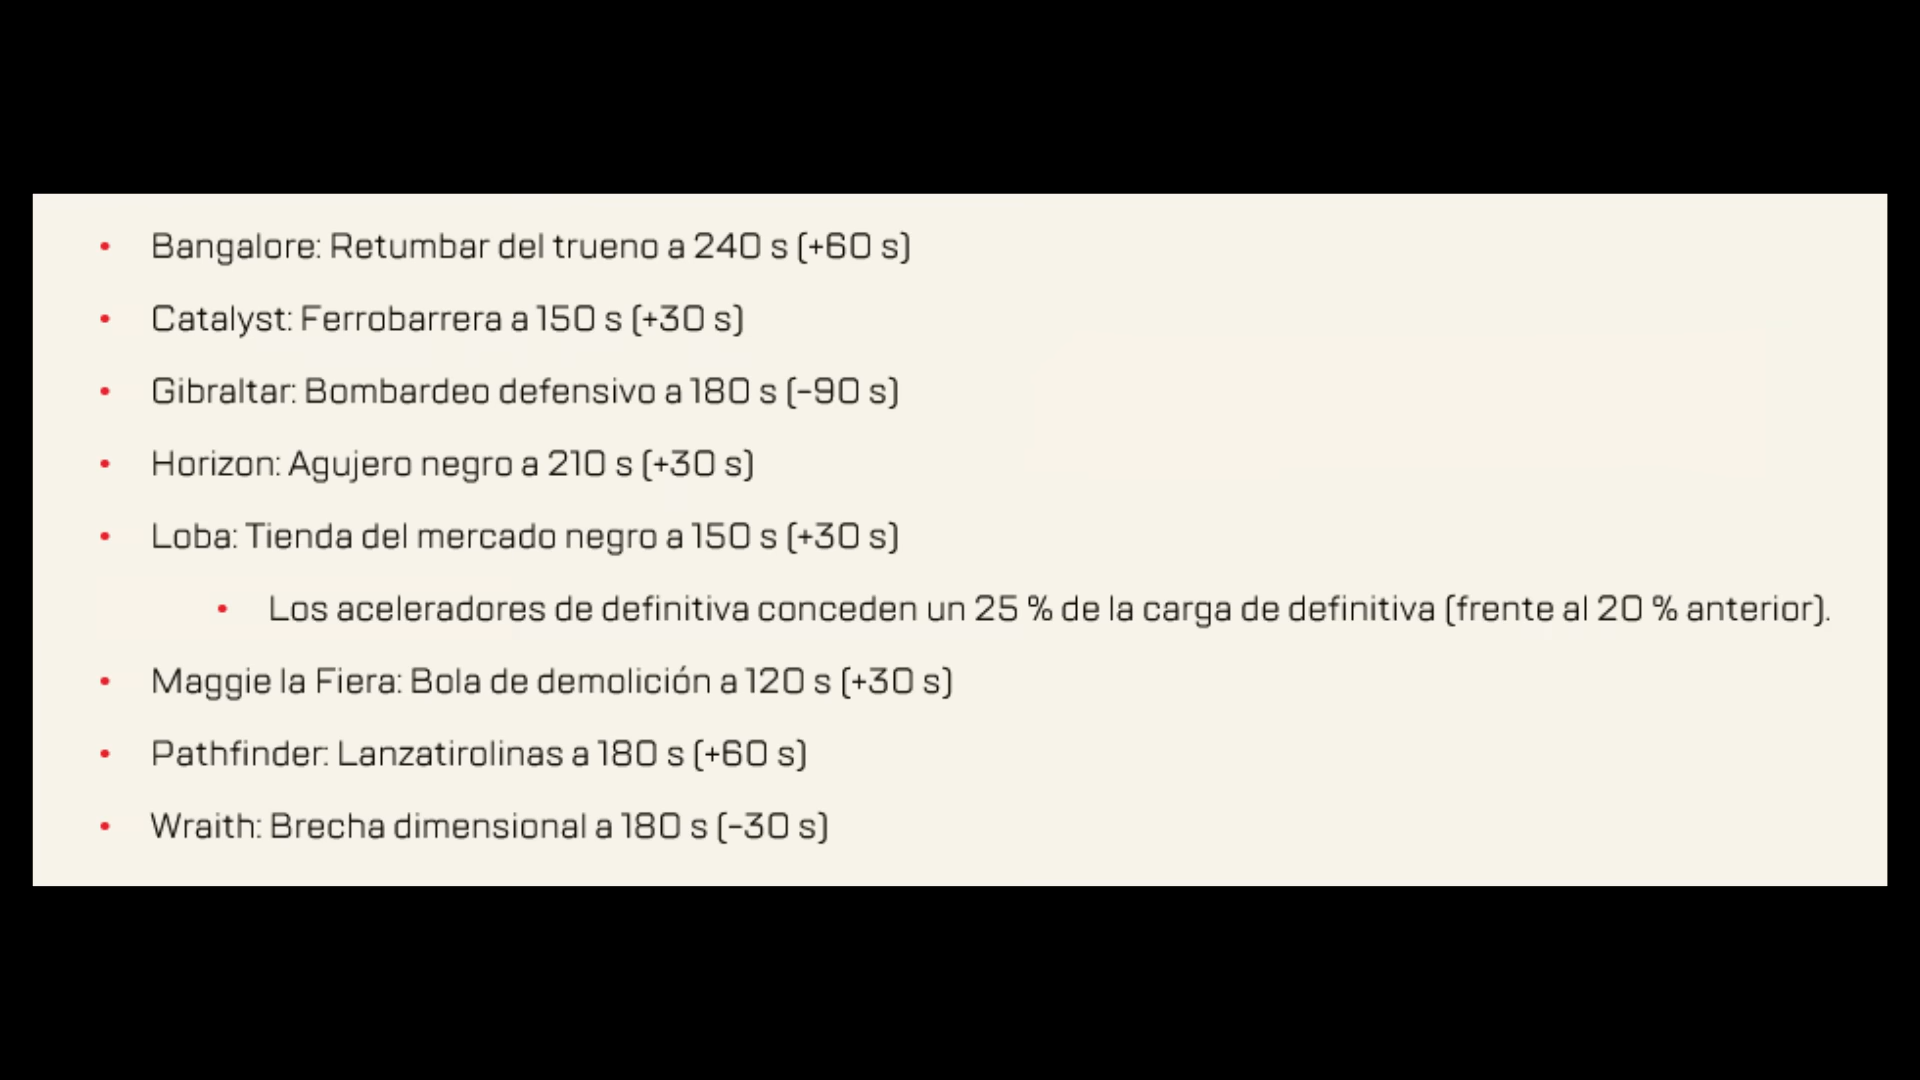 • Bangalore: Retumbar del trueno a 240 s (+60 s)
• Catalyst: Ferrobarrera a 150 s (+30 s)
• Gibraltar: Bombardeo defensivo a 180 s (-90 s)
• Horizon: Agujero negro a 210 s (+30 s)
• Loba: Tienda del mercado negro a 150 s (+30 s)
• Los aceleradores de definitiva conceden un 25 % de la carga de definitiva (frente al 20 % anterior).
• Maggie la Fiera: Bola de demolición a 120 s (+30 s)
• Pathfinder: Lanzatirolinas a 180 s (+60 s)
• Wraith: Brecha dimensional a 180 s (-30 s)